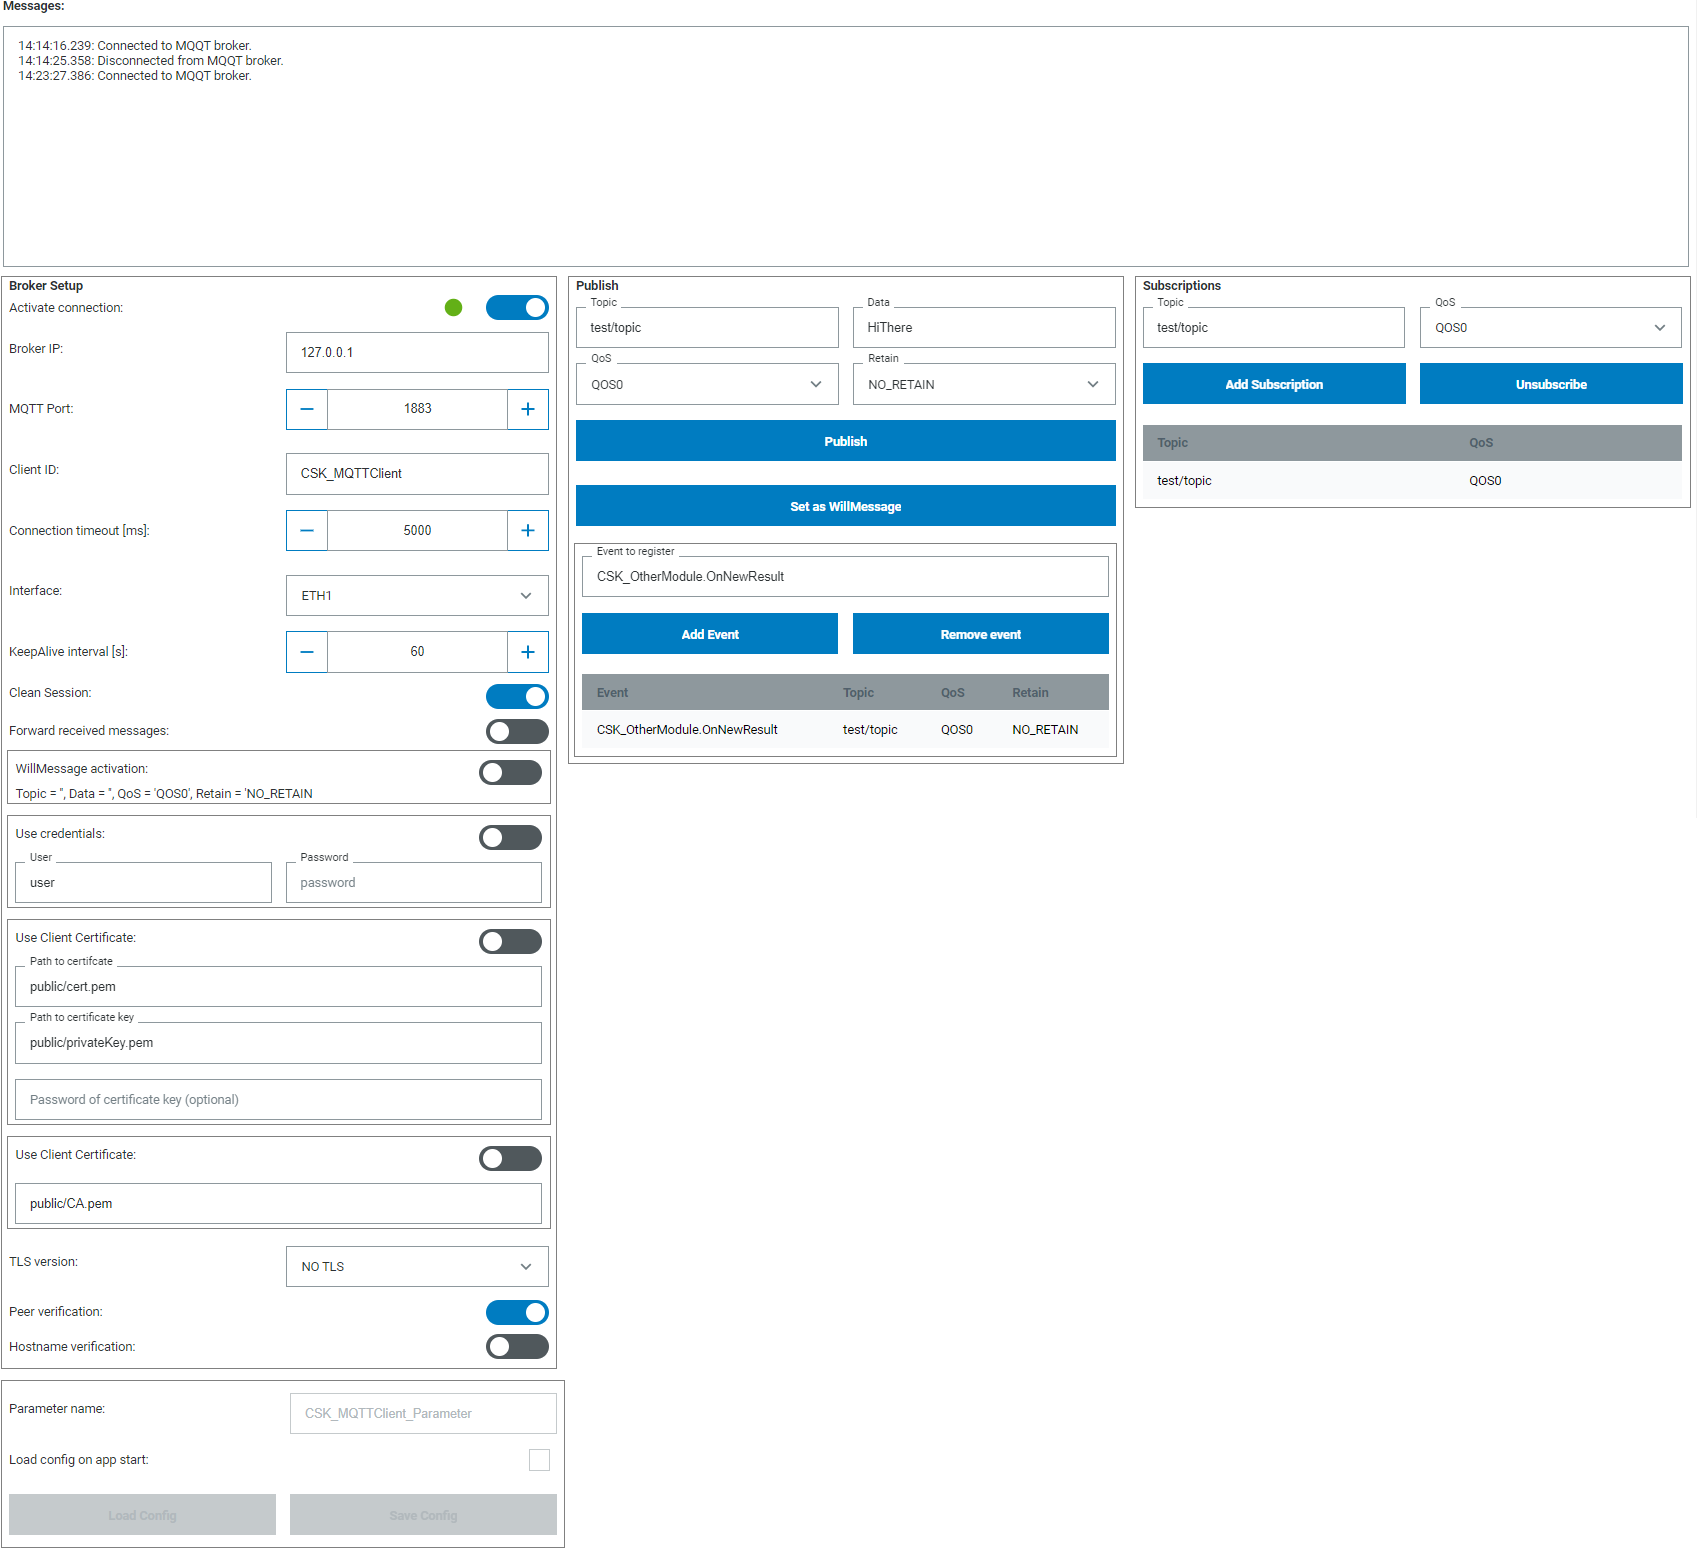 Messages:
14:14:16.239: Connected to MQQT broker.
14:14:25.358: Disconnected from MQQT broker.
14:23:27.386: Connected to MQQT broker.
Broker Setup
Activate connection:
Broker IP:
127.0.0.1
MQTT Port:
1883
Client ID:
CSK_MQTTClient
Connection timeout [ms]:
5000
Interface:
ETH1
KeepAlive interval [s]:
60
Clean Session:
Forward received messages:
WillMessage activation:
Topic = '', Data = '', QoS = 'QOS0', Retain = 'NO_RETAIN
Use credentials:
User
user
Password
password
Use Client Certificate:
Path to certifcate
public/cert.pem
Path to certificate key
public/privateKey.pem
Password of certificate key (optional)
Use Client Certificate:
public/CA.pem
TLS version:
NO TLS
Peer verification:
Hostname verification:
Parameter name:
CSK_MQTTClient_Parameter
Load config on app start:
Load Config
Save Config
Publish
Topic
test/topic
Data
HiThere
QoS
QOS0
Retain
NO_RETAIN
Publish
Set as WillMessage
Event to register
CSK_OtherModule.OnNewResult
Add Event
Remove event
Event Topic QoS Retain
CSK_OtherModule.OnNewResult test/topic QOS0 NO_RETAIN
Subscriptions
Topic
test/topic
QoS
QOS0
Add Subscription
Unsubscribe
Topic QoS
test/topic QOS0